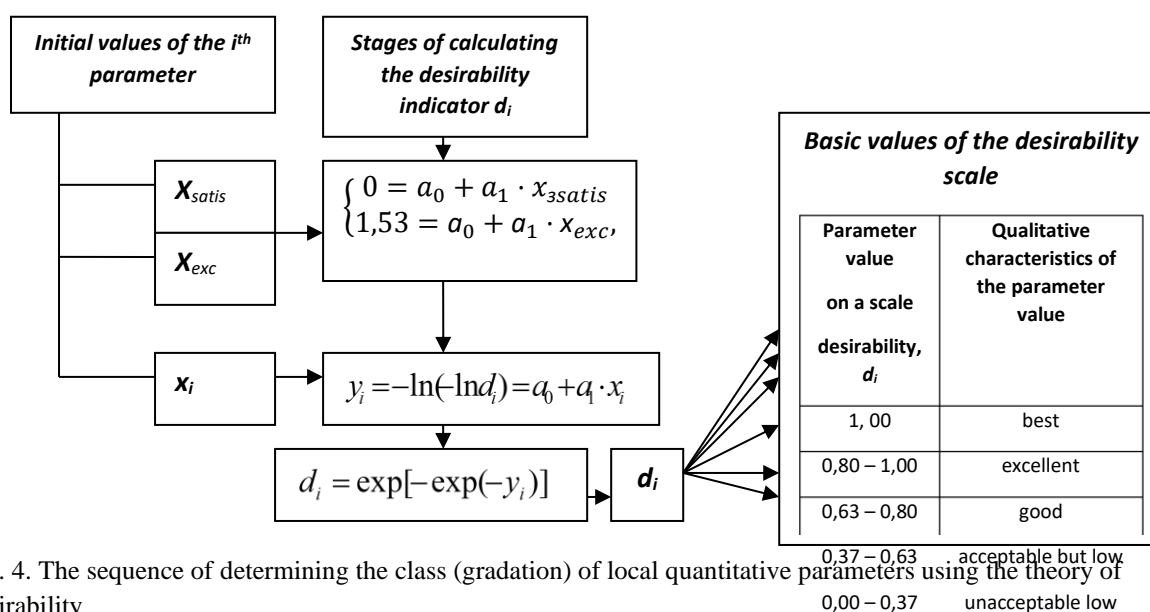 Initial values of the iᵗʰ
parameter
Stages of calculating
the desirability
indicator dᵢ
X_satis
X_exc
{ 0 = a₀ + a₁ · x_зsatis
1,53 = a₀ + a₁ · x_exc,
xᵢ
yᵢ = −ln(−ln dᵢ) = a₀ + a₁ · xᵢ
dᵢ = exp[−exp(−yᵢ)]
dᵢ
Basic values of the desirability
scale
Parameter
value
on a scale
desirability,
dᵢ
Qualitative
characteristics of
the parameter
value
1, 00 best
0,80 – 1,00 excellent
0,63 – 0,80 good
0,37 – 0,63 acceptable but low
0,00 – 0,37 unacceptable low
. 4. The sequence of determining the class (gradation) of local quantitative parameters using the theory of
irability